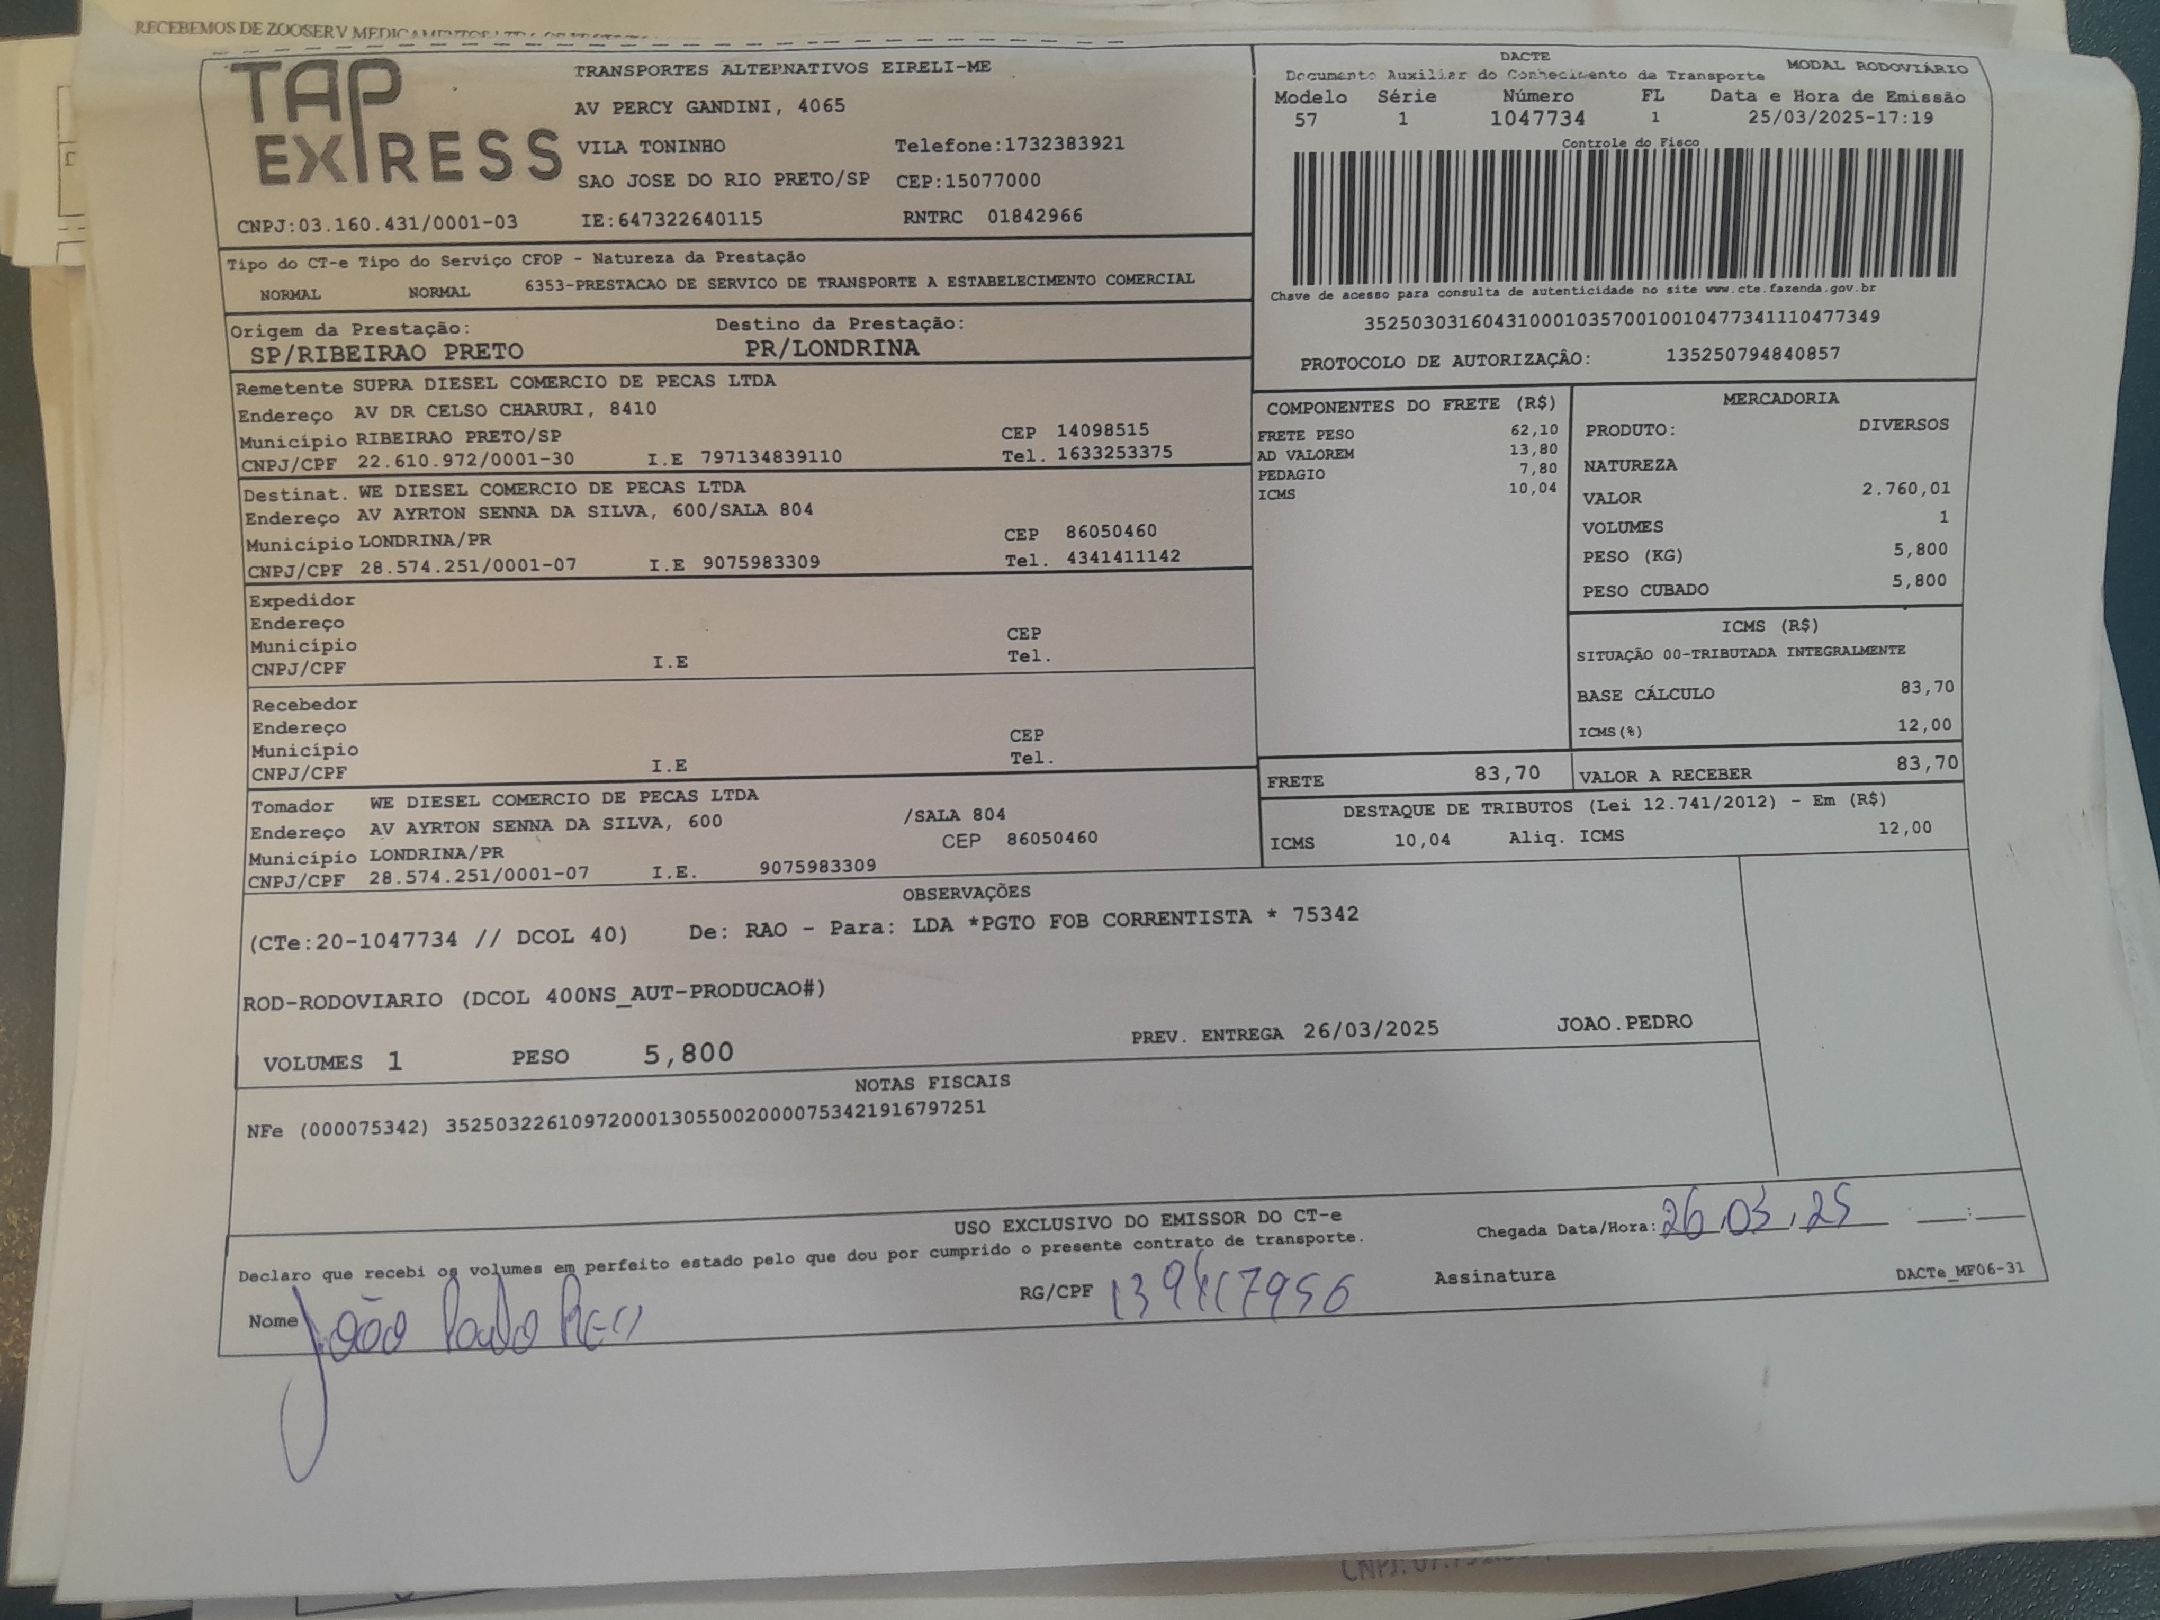 RECEBEMOS DE ZOOSERV MEDICAMENTOS LTDA
TAP EXPRESS
TRANSPORTES ALTERNATIVOS EIRELI-ME
AV PERCY GANDINI, 4065
VILA TONINHO Telefone:1732383921
SAO JOSE DO RIO PRETO/SP CEP:15077000
CNPJ:03.160.431/0001-03 IE:647322640115 RNTRC 01842966
DACTE
Documento Auxiliar do Conhecimento de Transporte MODAL RODOVIÁRIO
Modelo Série Número FL Data e Hora de Emissão
57 1 1047734 1 25/03/2025-17:19
Controle do Fisco
Chave de acesso para consulta de autenticidade no site www.cte.fazenda.gov.br
35250303160431000103570010010477341110477349
PROTOCOLO DE AUTORIZAÇÃO: 135250794840857
Tipo do CT-e Tipo do Serviço CFOP - Natureza da Prestação
NORMAL NORMAL 6353-PRESTACAO DE SERVICO DE TRANSPORTE A ESTABELECIMENTO COMERCIAL
Origem da Prestação: Destino da Prestação:
SP/RIBEIRAO PRETO PR/LONDRINA
Remetente SUPRA DIESEL COMERCIO DE PECAS LTDA
Endereço AV DR CELSO CHARURI, 8410
Município RIBEIRAO PRETO/SP CEP 14098515
CNPJ/CPF 22.610.972/0001-30 I.E 797134839110 Tel. 1633253375
Destinat. WE DIESEL COMERCIO DE PECAS LTDA
Endereço AV AYRTON SENNA DA SILVA, 600/SALA 804
Município LONDRINA/PR CEP 86050460
CNPJ/CPF 28.574.251/0001-07 I.E 9075983309 Tel. 4341411142
Expedidor
Endereço
Município CEP
CNPJ/CPF I.E Tel.
Recebedor
Endereço
Município CEP
CNPJ/CPF I.E Tel.
Tomador WE DIESEL COMERCIO DE PECAS LTDA
Endereço AV AYRTON SENNA DA SILVA, 600 /SALA 804
Município LONDRINA/PR CEP 86050460
CNPJ/CPF 28.574.251/0001-07 I.E. 9075983309
COMPONENTES DO FRETE (R$)
FRETE PESO 62,10
AD VALOREM 13,80
PEDAGIO 7,80
ICMS 10,04
MERCADORIA
PRODUTO: DIVERSOS
NATUREZA
VALOR 2.760,01
VOLUMES 1
PESO (KG) 5,800
PESO CUBADO 5,800
ICMS (R$)
SITUAÇÃO 00-TRIBUTADA INTEGRALMENTE
BASE CÁLCULO 83,70
ICMS(%) 12,00
FRETE 83,70 VALOR A RECEBER 83,70
DESTAQUE DE TRIBUTOS (Lei 12.741/2012) - Em (R$)
ICMS 10,04 Aliq. ICMS 12,00
OBSERVAÇÕES
(CTe:20-1047734 // DCOL 40) De: RAO - Para: LDA *PGTO FOB CORRENTISTA * 75342
ROD-RODOVIARIO (DCOL 400NS_AUT-PRODUCAO#)
VOLUMES 1 PESO 5,800 PREV. ENTREGA 26/03/2025 JOAO.PEDRO
NOTAS FISCAIS
NFe (000075342) 35250322610972000130550020000753421916797251
USO EXCLUSIVO DO EMISSOR DO CT-e
Chegada Data/Hora: 26,03,25 __:__
Declaro que recebi os volumes em perfeito estado pelo que dou por cumprido o presente contrato de transporte.
Nome João RG/CPF Assinatura DACTe_MF06-31